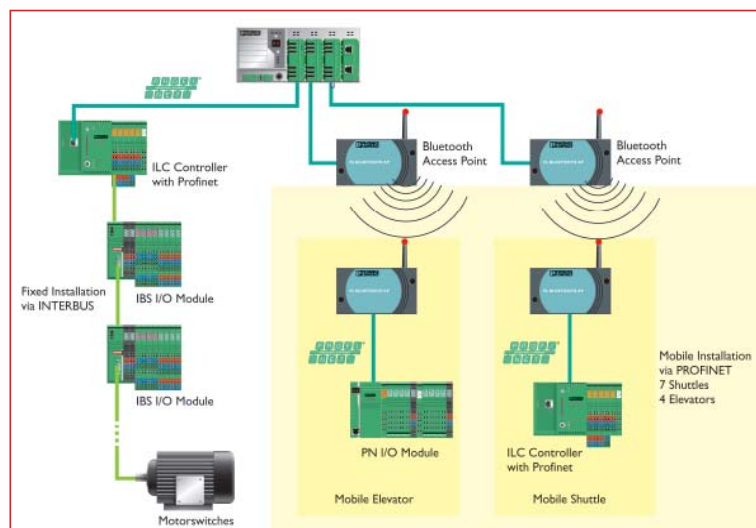 Bluetooth
Access Point
Bluetooth
Access Point
ILC Controller
with Profinet
Fixed Installation
via INTERBUS
IBS I/O Module
IBS I/O Module
Motorswitches
PN I/O Module
Mobile Elevator
ILC Controller
with Profinet
Mobile Shuttle
Mobile Installation
via PROFINET
7 Shuttles
4 Elevators